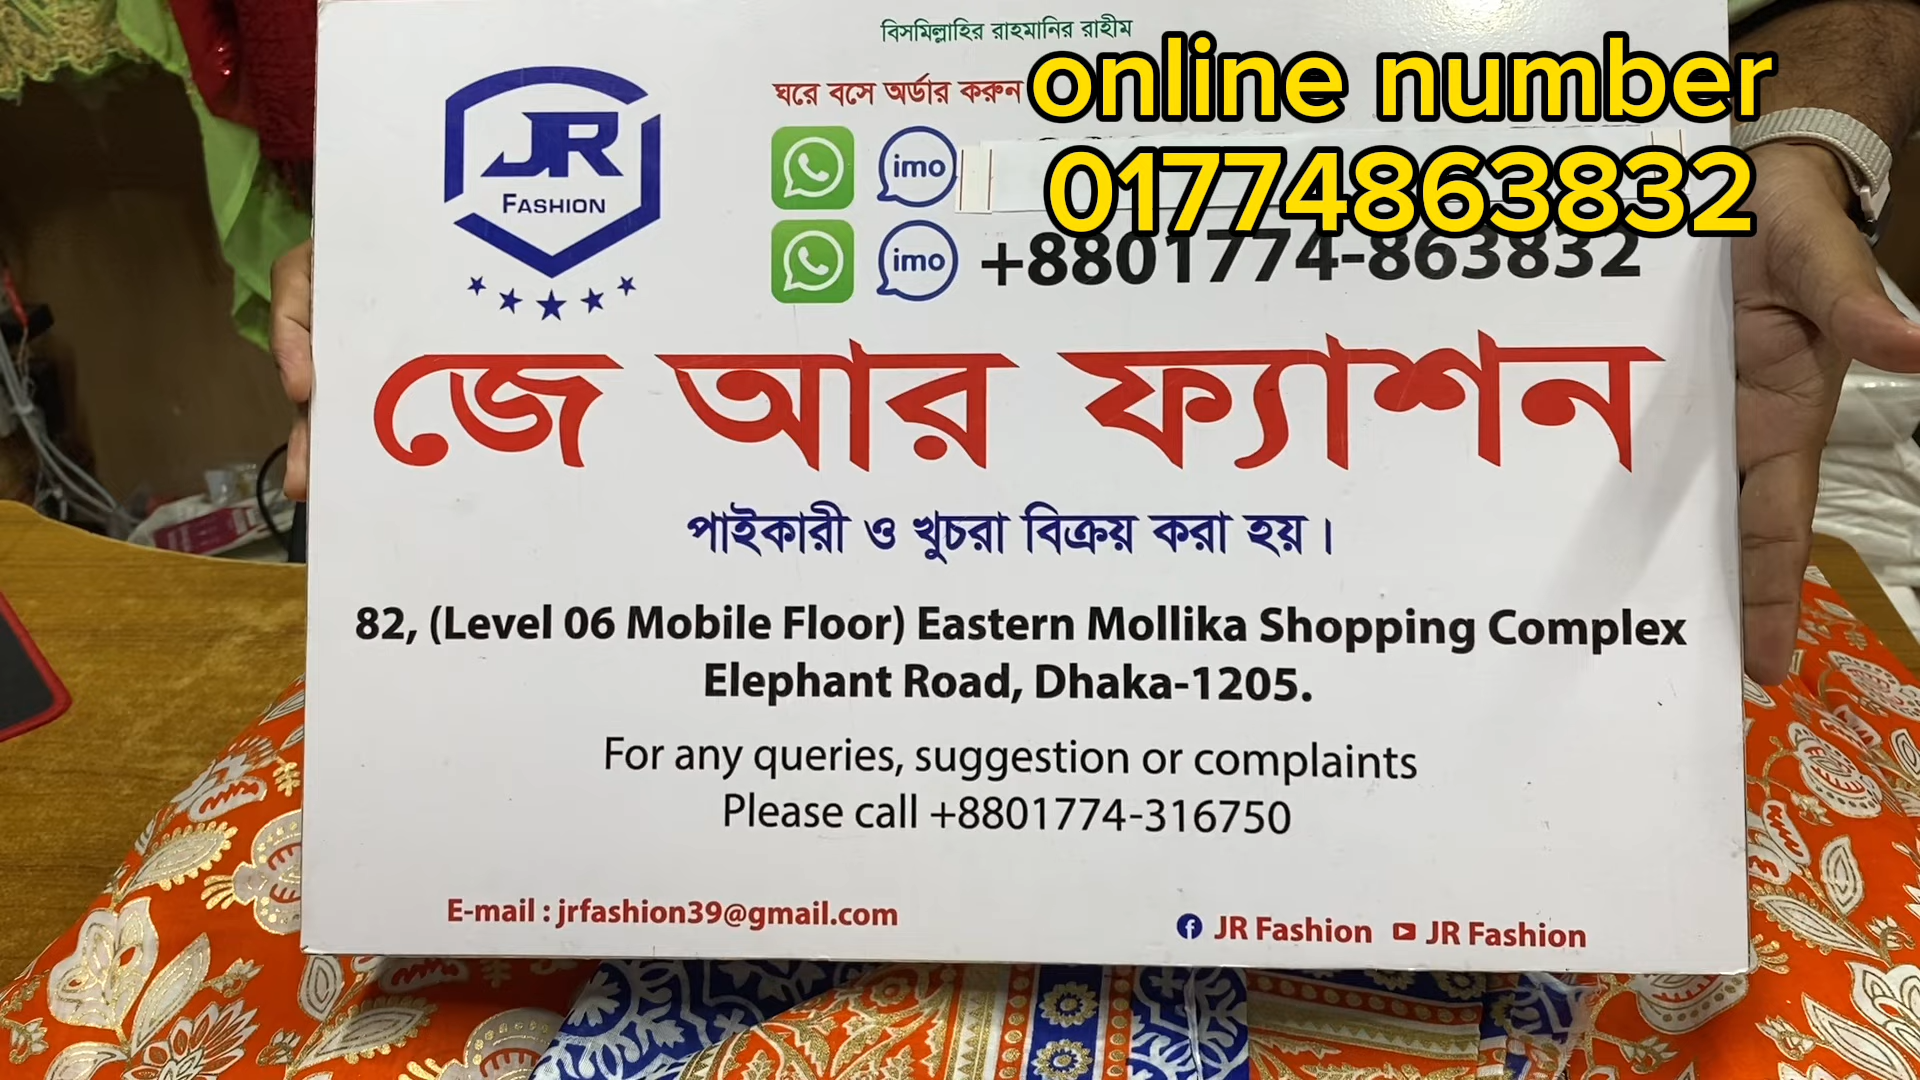 বিসমিল্লাহির রাহমানির রাহীম
JR
FASHION
ঘরে বসে অর্ডার করুন
online number
imo
01774863832
imo
+8801774-863832
জে আর ফ্যাশন
পাইকারী ও খুচরা বিক্রয় করা হয়।
82, (Level 06 Mobile Floor) Eastern Mollika Shopping Complex
Elephant Road, Dhaka-1205.
For any queries, suggestion or complaints
Please call +8801774-316750
E-mail : jrfashion39@gmail.com
JR Fashion
JR Fashion